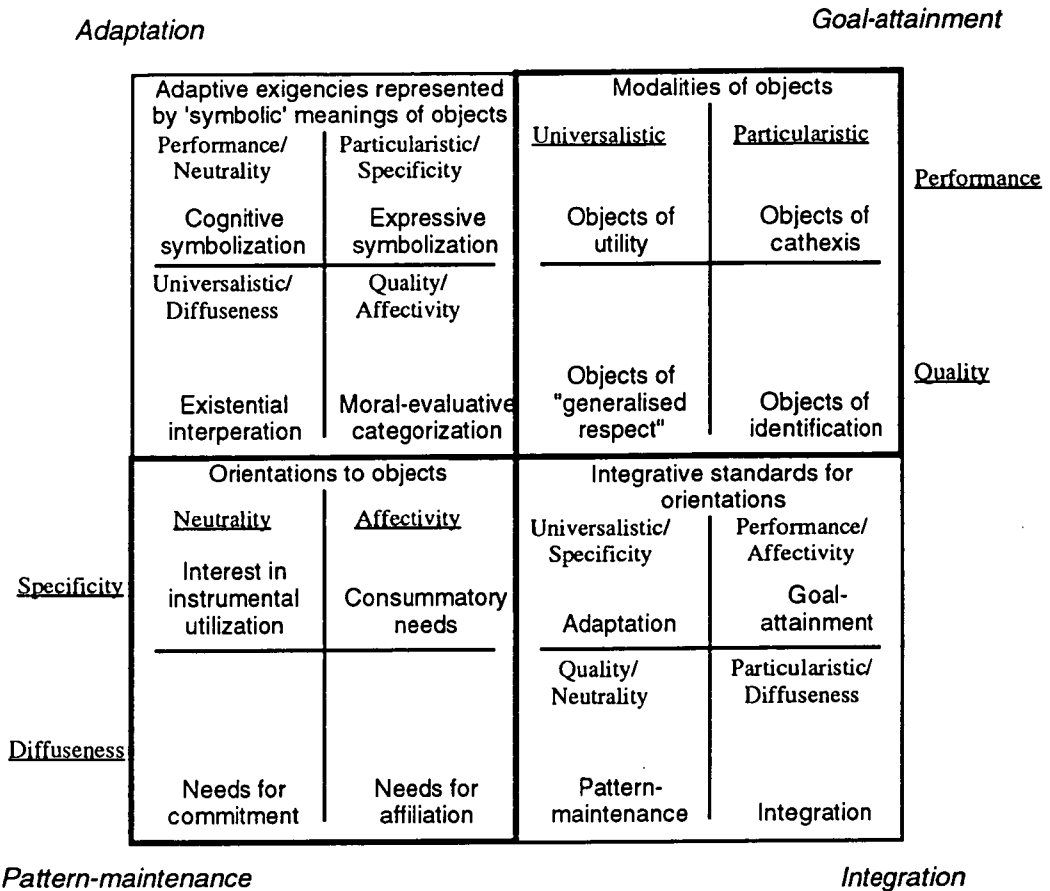 Adaptation
Goal-attainment
Adaptive exigencies represented
by 'symbolic' meanings of objects
Performance/
Neutrality
Particularistic/
Specificity
Cognitive
symbolization
Expressive
symbolization
Universalistic/
Diffuseness
Quality/
Affectivity
Existential
interperation
Moral-evaluative
categorization
Modalities of objects
Universalistic
Particularistic
Performance
Objects of
utility
Objects of
cathexis
Quality
Objects of
"generalised
respect"
Objects of
identification
Orientations to objects
Neutrality
Affectivity
Specificity
Interest in
instrumental
utilization
Consummatory
needs
Diffuseness
Needs for
commitment
Needs for
affiliation
Integrative standards for
orientations
Universalistic/
Specificity
Performance/
Affectivity
Adaptation
Goal-
attainment
Quality/
Neutrality
Particularistic/
Diffuseness
Pattern-
maintenance
Integration
Pattern-maintenance
Integration